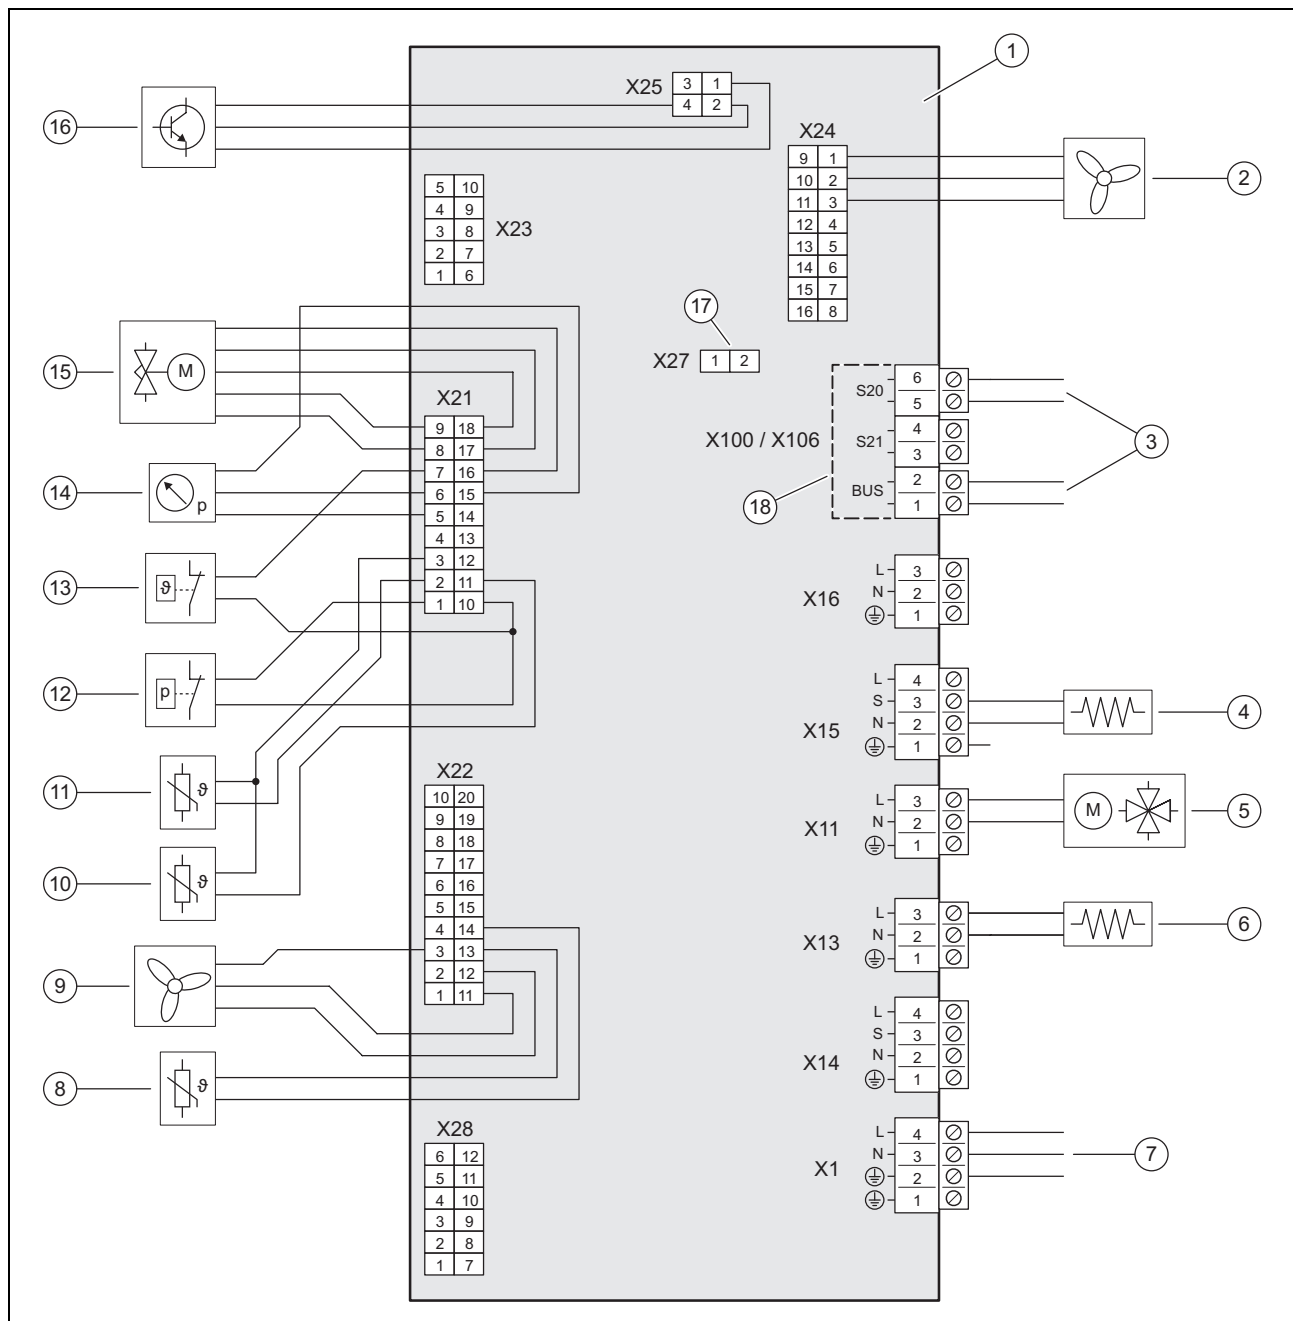 1
X25
3 1
4 2
16
X24
9 1
10 2
11 3
12 4
13 5
14 6
15 7
16 8
2
5 10
4 9
3 8
2 7
1 6
X23
17
X27
1 2
15
M
X21
9 18
8 17
7 16
6 15
5 14
4 13
3 12
2 11
1 10
X100 / X106
S20
6
5
S21
4
3
BUS
2
1
3
18
14
p
13
ϑ
X16
L 3
N 2
1
12
p
X15
L 4
S 3
N 2
1
4
11
ϑ
X22
10 20
9 19
8 18
7 17
6 16
5 15
4 14
3 13
2 12
1 11
X11
L 3
N 2
1
M
5
10
ϑ
X13
L 3
N 2
1
6
9
X14
L 4
S 3
N 2
1
8
ϑ
X28
6 12
5 11
4 10
3 9
2 8
1 7
X1
L 4
N 3
2
1
7